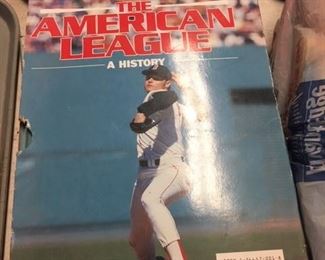 THE
AMERICAN
LEAGUE
A HISTORY